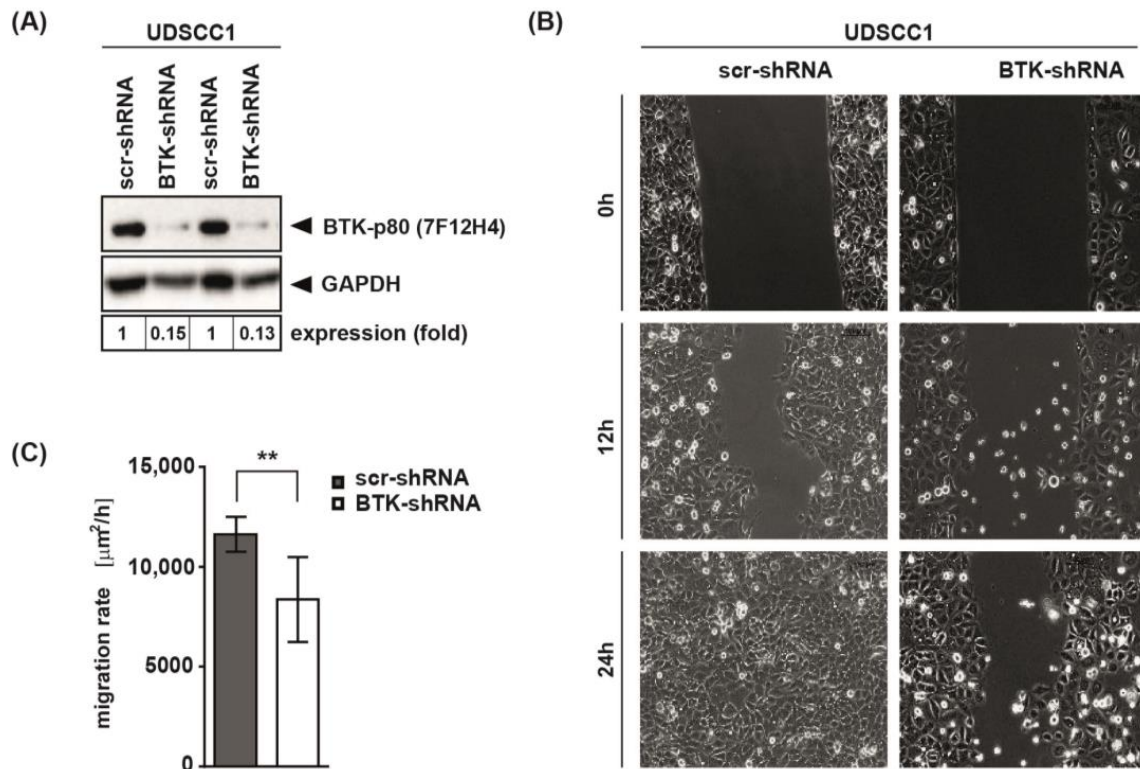 (A)
UDSCC1
scr-shRNA
BTK-shRNA
scr-shRNA
BTK-shRNA
◄ BTK-p80 (7F12H4)
◄ GAPDH
1 0.15 1 0.13 expression (fold)
(B)
UDSCC1
scr-shRNA BTK-shRNA
0h
12h
24h
(C)
**
scr-shRNA
BTK-shRNA
migration rate [µm²/h]
15,000
10,000
5000
0